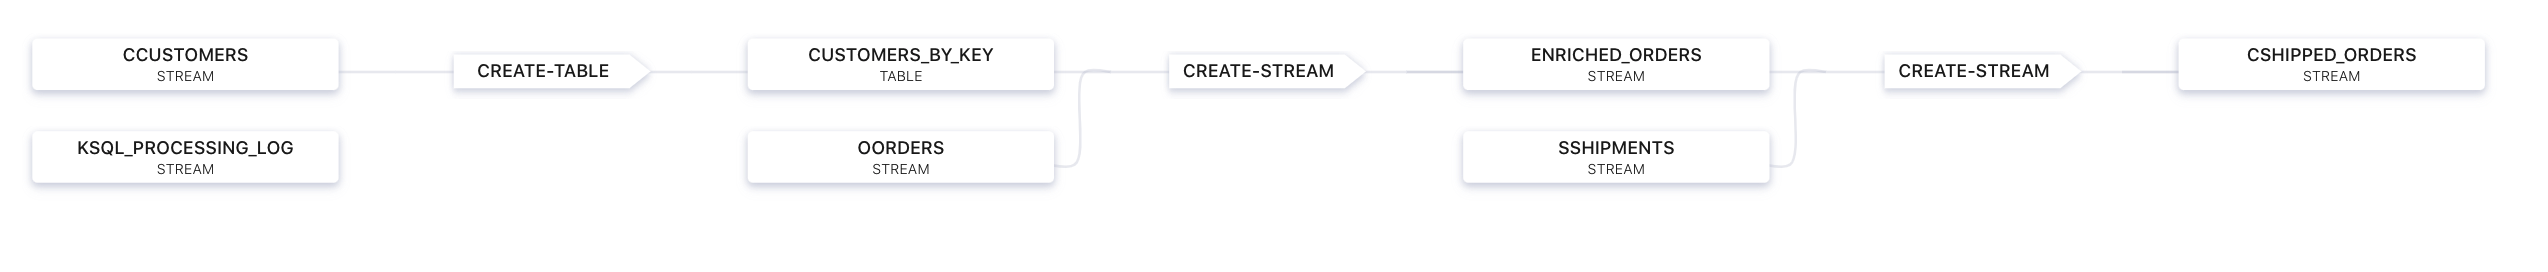 CCUSTOMERS
STREAM
CREATE-TABLE
CUSTOMERS_BY_KEY
TABLE
CREATE-STREAM
ENRICHED_ORDERS
STREAM
CREATE-STREAM
CSHIPPED_ORDERS
STREAM
KSQL_PROCESSING_LOG
STREAM
OORDERS
STREAM
SSHIPMENTS
STREAM